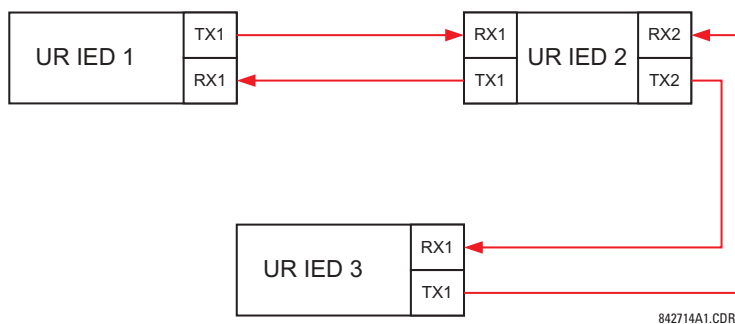 UR IED 1
TX1
RX1
RX1
TX1
UR IED 2
RX2
TX2
UR IED 3
RX1
TX1
842714A1.CDR